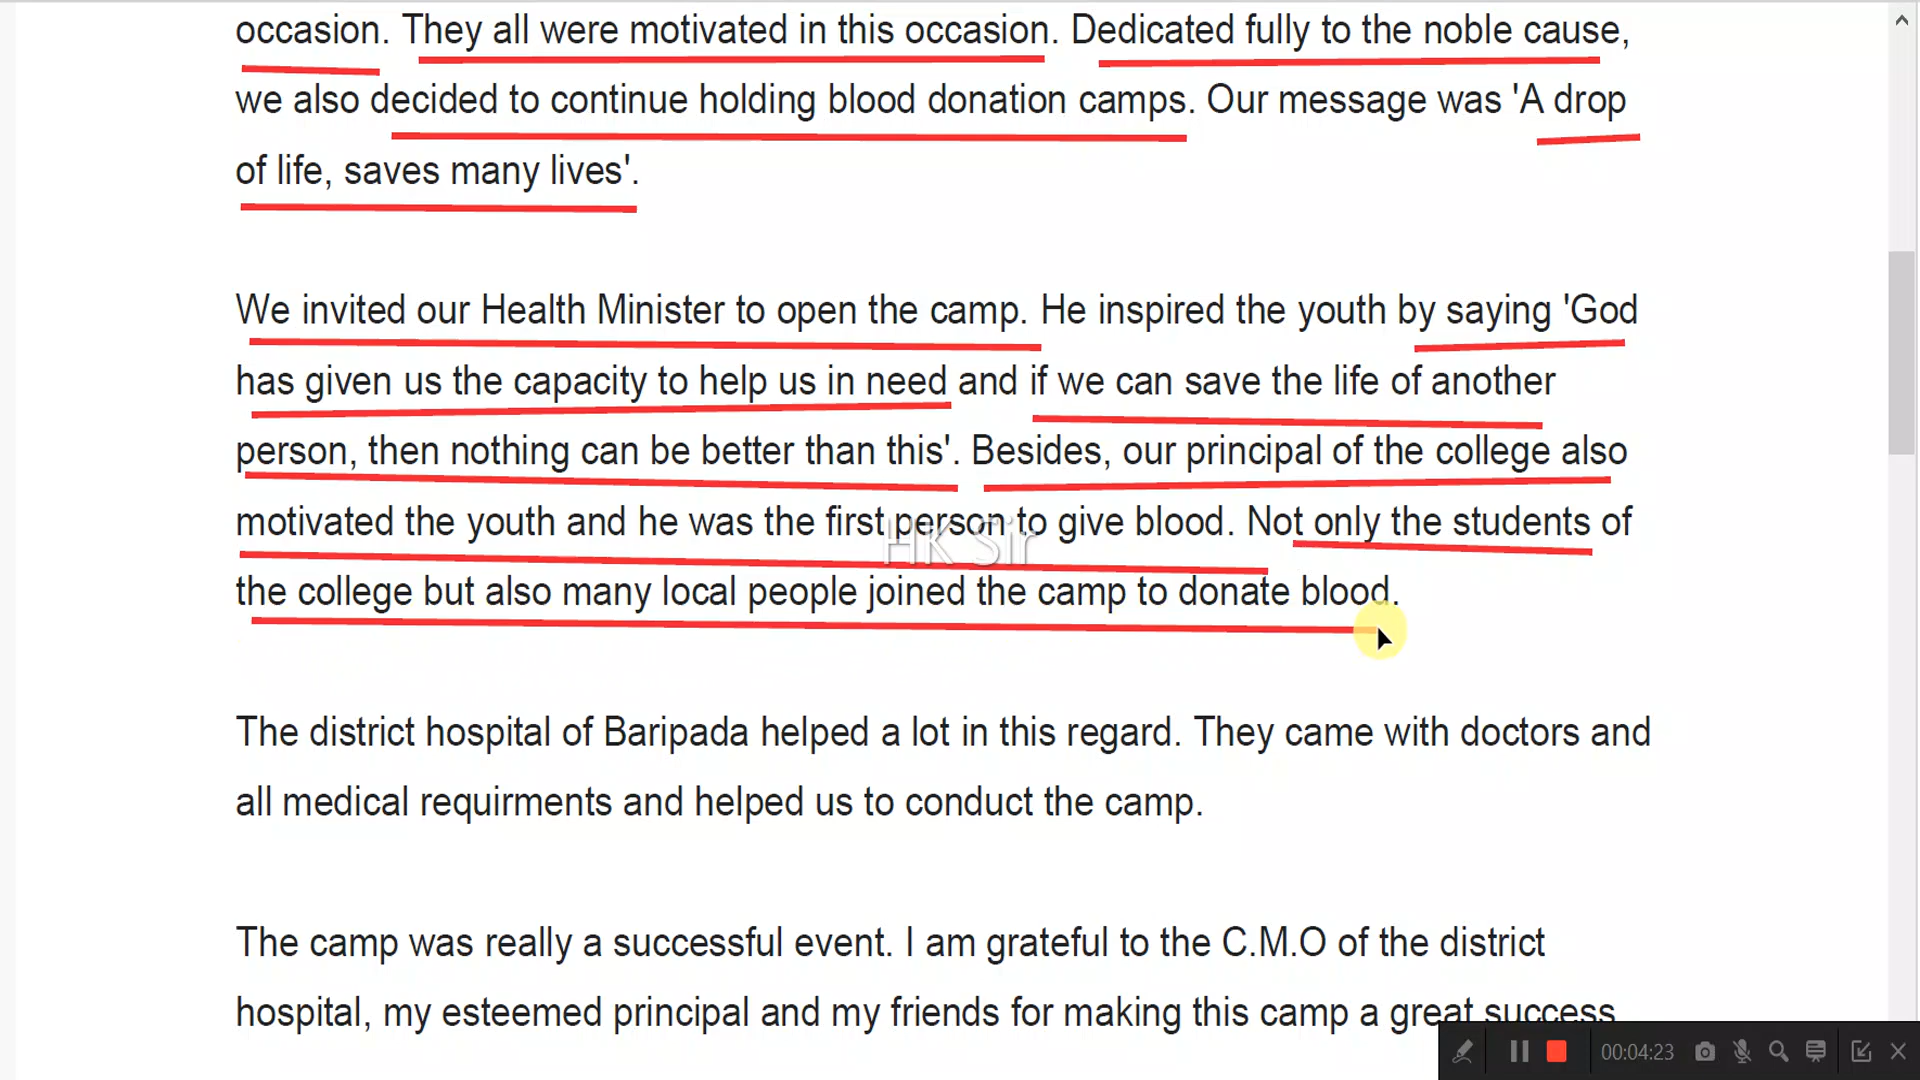 occasion. They all were motivated in this occasion. Dedicated fully to the noble cause,
we also decided to continue holding blood donation camps. Our message was 'A drop
of life, saves many lives'.
We invited our Health Minister to open the camp. He inspired the youth by saying 'God
has given us the capacity to help us in need and if we can save the life of another
person, then nothing can be better than this'. Besides, our principal of the college also
motivated the youth and he was the first person to give blood. Not only the students of
HK Sir
the college but also many local people joined the camp to donate blood.
The district hospital of Baripada helped a lot in this regard. They came with doctors and
all medical requirments and helped us to conduct the camp.
The camp was really a successful event. I am grateful to the C.M.O of the district
hospital, my esteemed principal and my friends for making this camp a great success
00:04:23